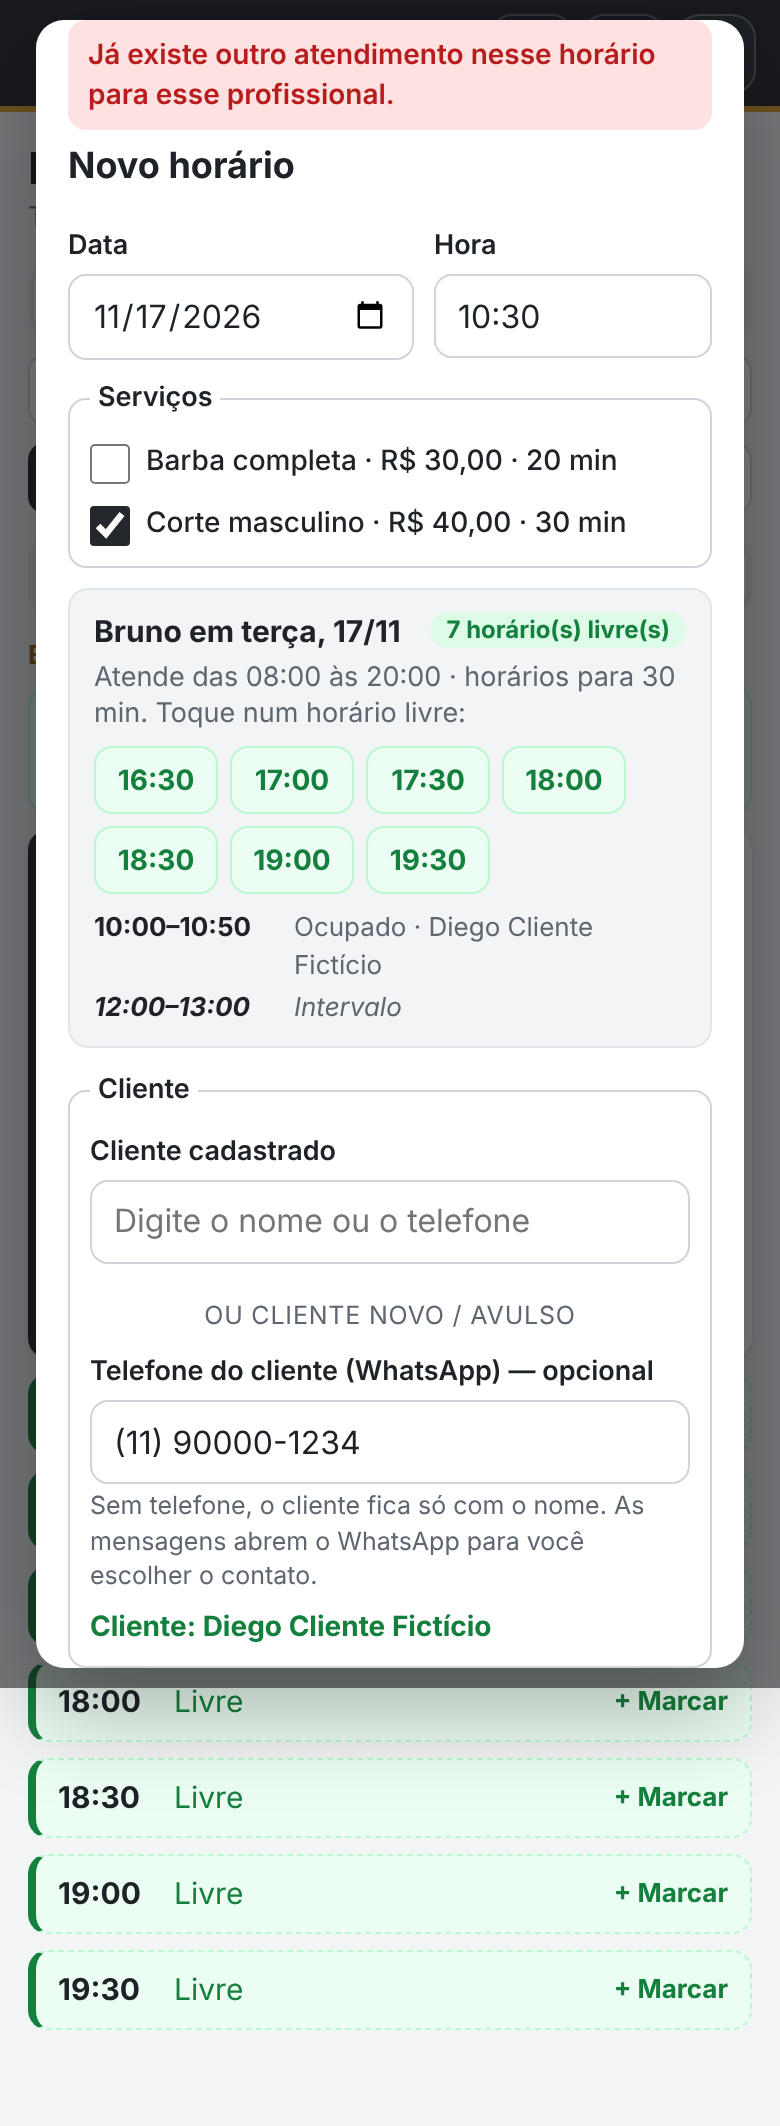 Já existe outro atendimento nesse horário
para esse profissional.
Novo horário
Data
Hora
11/17/2026
10:30
Serviços
Barba completa · R$ 30,00 · 20 min
Corte masculino · R$ 40,00 · 30 min
Bruno em terça, 17/11
7 horário(s) livre(s)
Atende das 08:00 às 20:00 · horários para 30
min. Toque num horário livre:
16:30
17:00
17:30
18:00
18:30
19:00
19:30
10:00–10:50
Ocupado · Diego Cliente
Fictício
12:00–13:00
Intervalo
Cliente
Cliente cadastrado
Digite o nome ou o telefone
OU CLIENTE NOVO / AVULSO
Telefone do cliente (WhatsApp) — opcional
(11) 90000-1234
Sem telefone, o cliente fica só com o nome. As
mensagens abrem o WhatsApp para você
escolher o contato.
Cliente: Diego Cliente Fictício
18:00 Livre + Marcar
18:30 Livre + Marcar
19:00 Livre + Marcar
19:30 Livre + Marcar